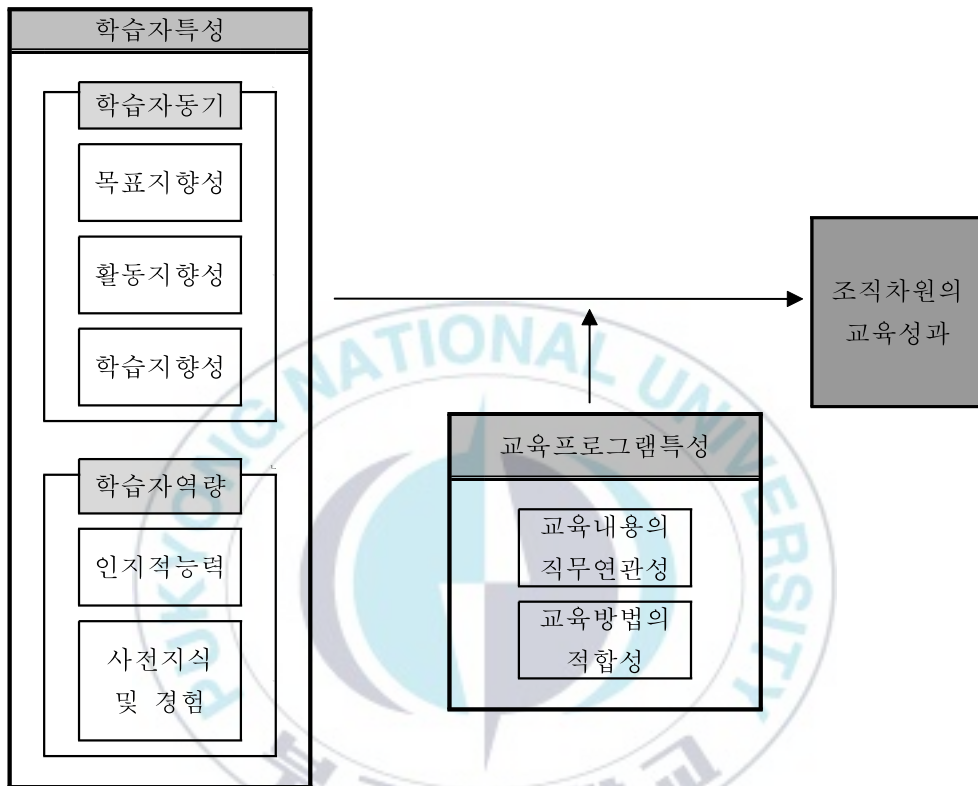 학습자특성
학습자동기
목표지향성
활동지향성
학습지향성
학습자역량
인지적능력
사전지식
및 경험
조직차원의
교육성과
교육프로그램특성
교육내용의
직무연관성
교육방법의
적합성
PUKYONG NATIONAL UNIVERSITY